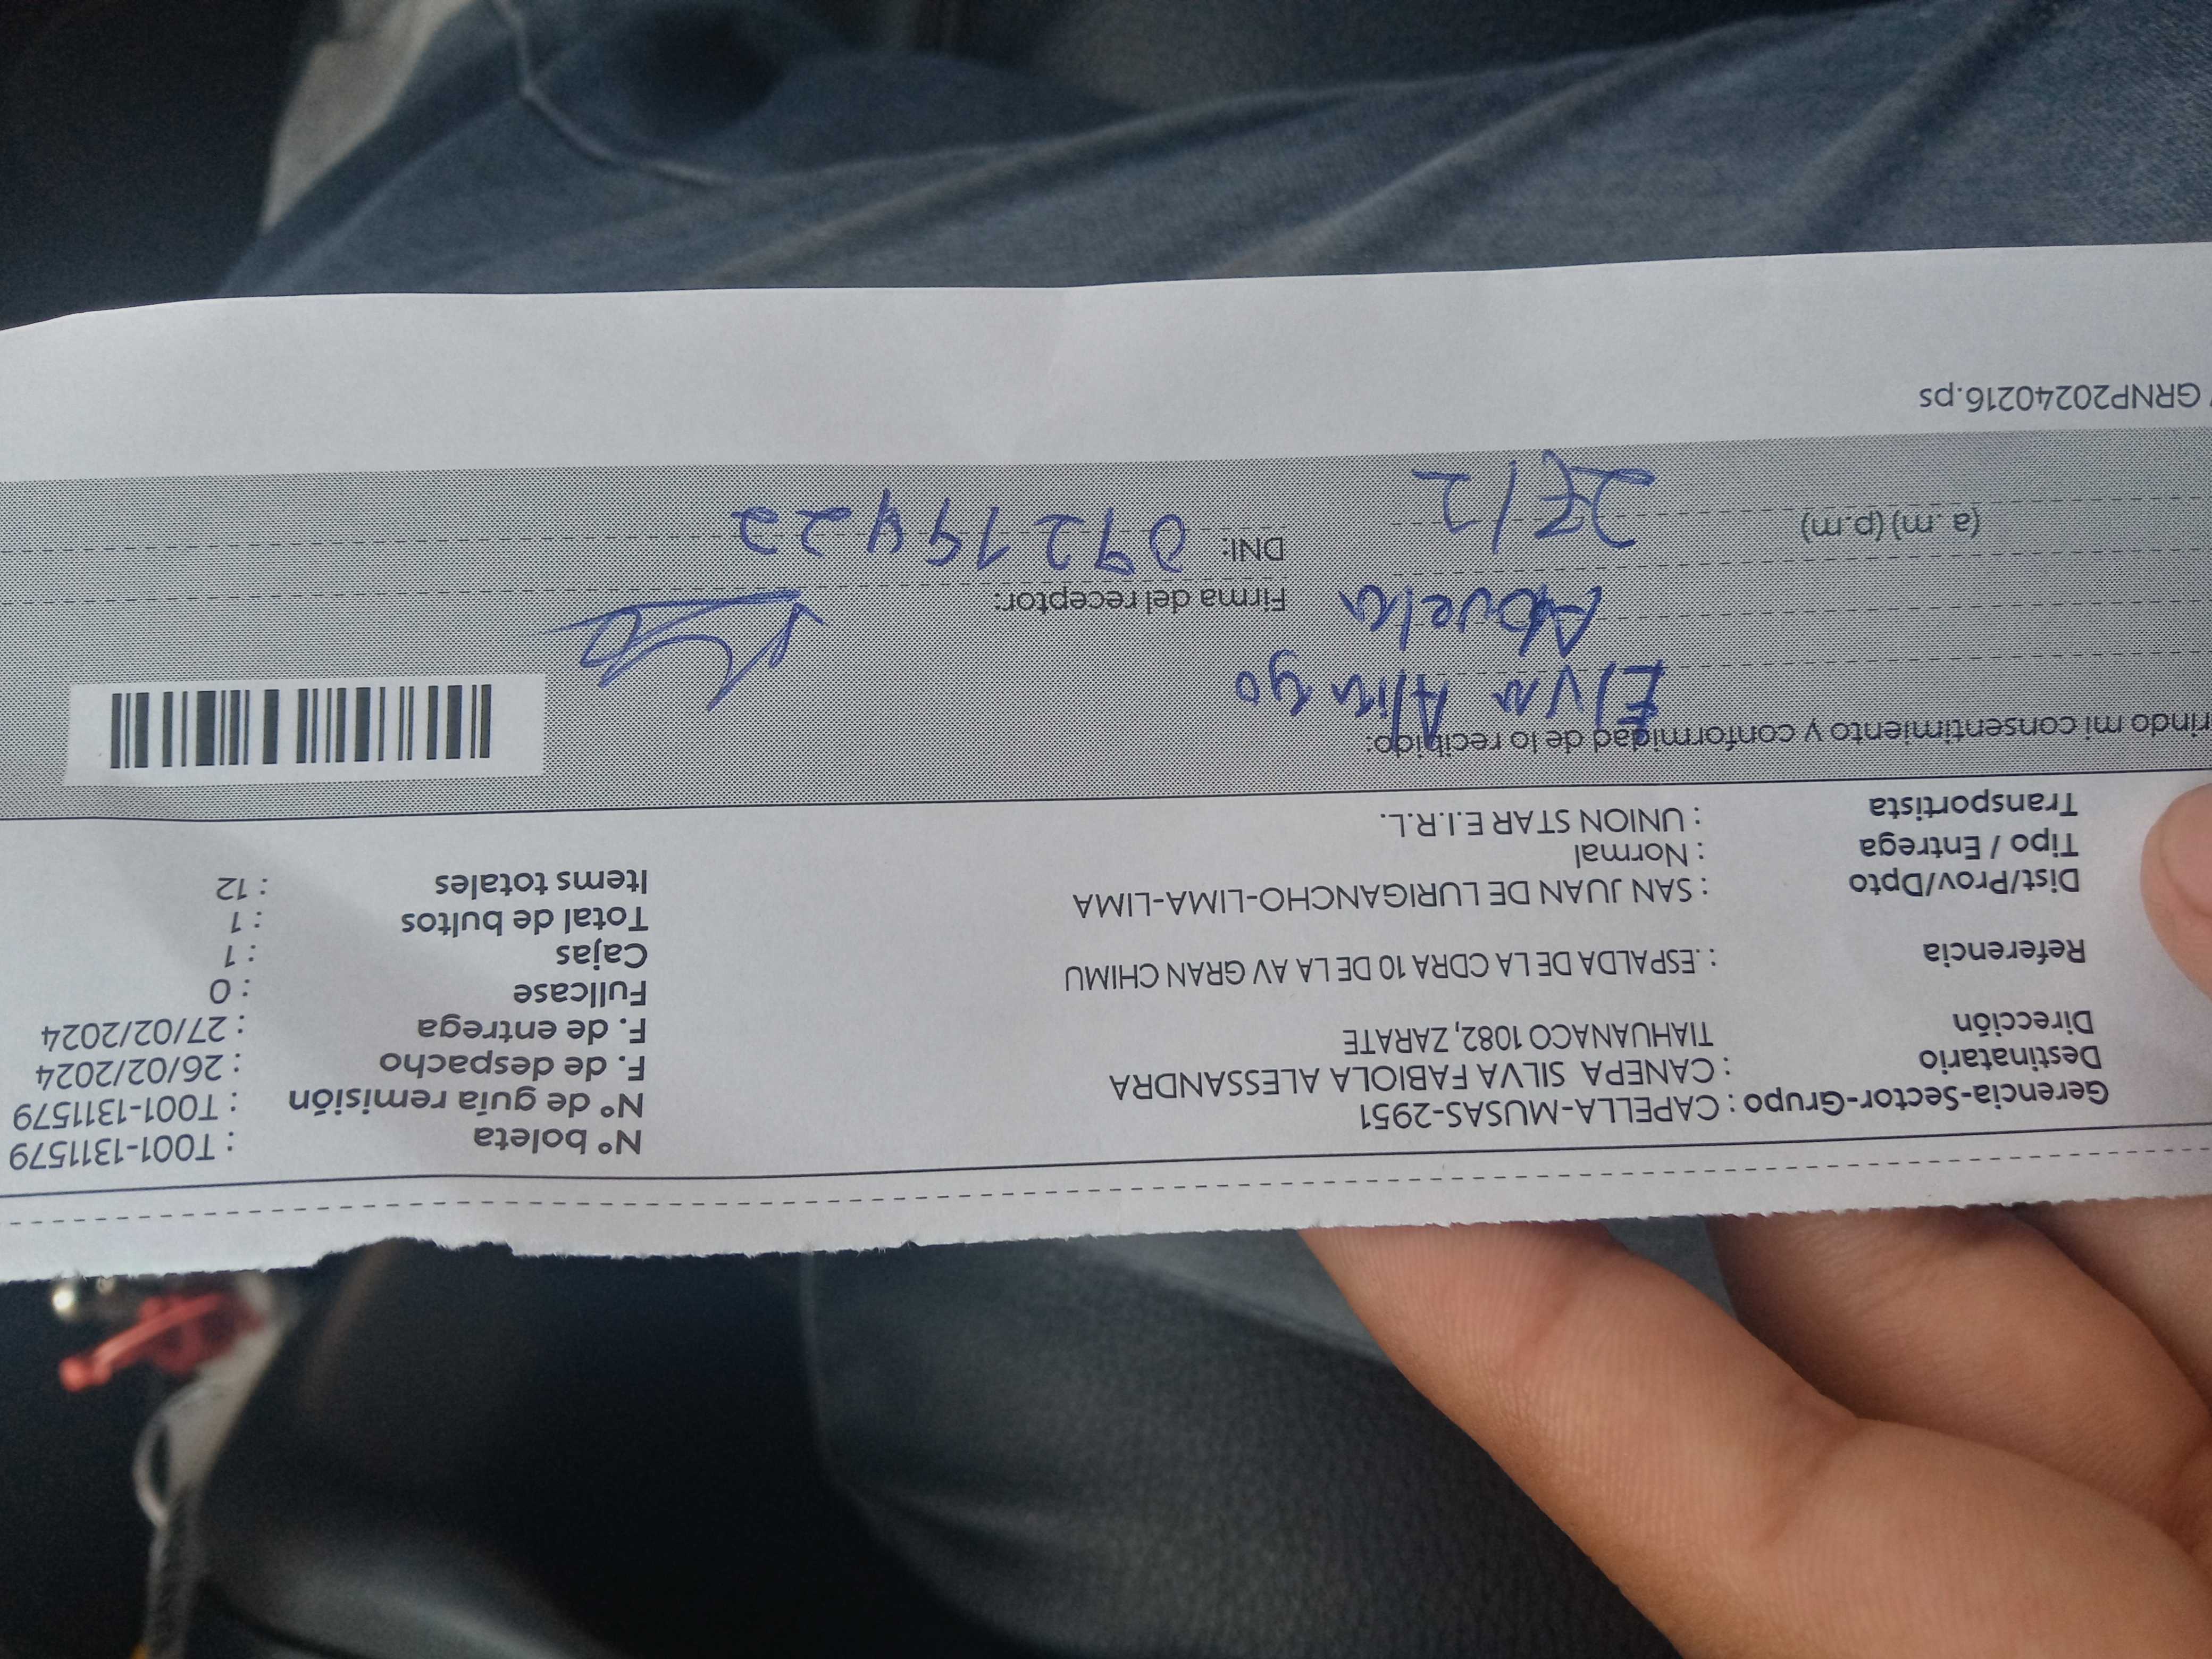 Gerencia-Sector-Grupo : CAPELLA-MUSAS-2951
Destinatario : CANEPA SILVA FABIOLA ALESSANDRA
Dirección TIAHUANACO 1082, ZARATE
Referencia : .ESPALDA DE LA CDRA 10 DE LA AV GRAN CHIMU
Dist/Prov/Dpto : SAN JUAN DE LURIGANCHO-LIMA-LIMA
Tipo / Entrega : Normal
Transportista : UNION STAR E.I.R.L.
Nº boleta : T001-1311579
Nº de guía remisión : T001-1311579
F. de despacho : 26/02/2024
F. de entrega : 27/02/2024
Fullcase : 0
Cajas : 1
Total de bultos : 1
Items totales : 12
rindo mi consentimiento y conformidad de lo recibido:
Abuela
Firma del receptor:
(a .m) (p.m) 27/2
DNI:
GRNP20240216.ps